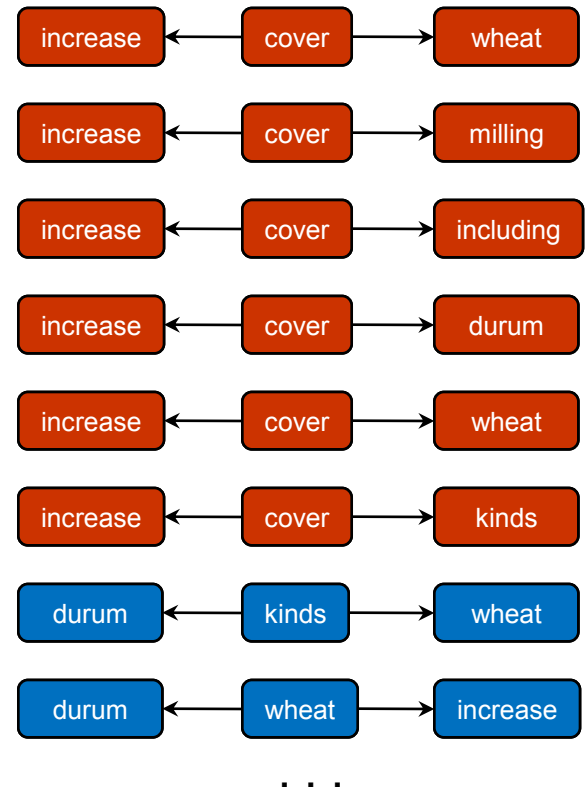 increase cover wheat
increase cover milling
increase cover including
increase cover durum
increase cover wheat
increase cover kinds
durum kinds wheat
durum wheat increase
...